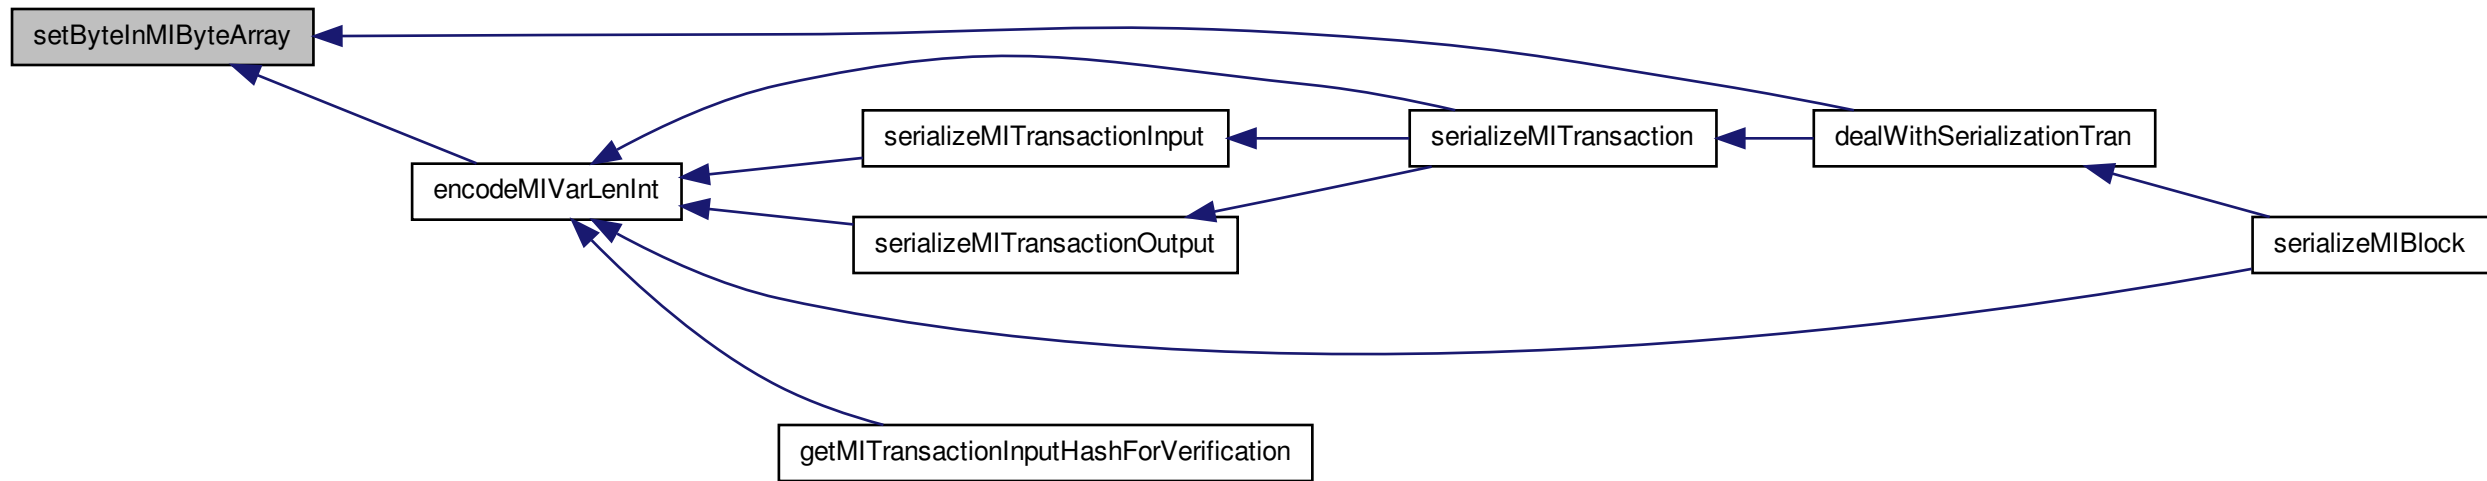 setByteInMIByteArray
serializeMITransactionInput
serializeMITransaction
dealWithSerializationTran
encodeMIVarLenInt
serializeMITransactionOutput
serializeMIBlock
getMITransactionInputHashForVerification